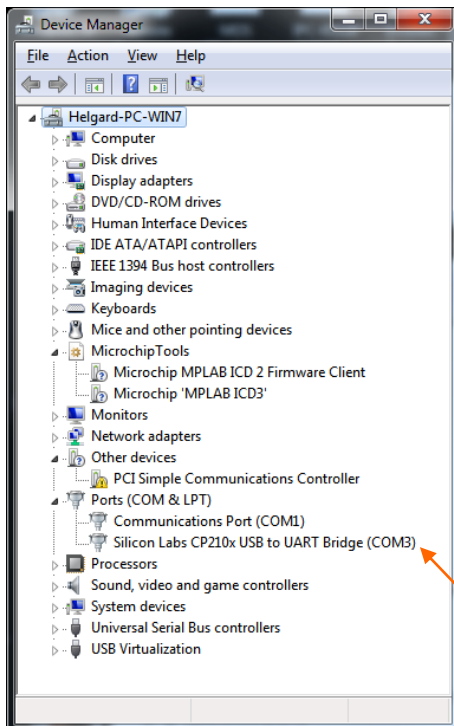 Device Manager
File Action View Help
Helgard-PC-WIN7
Computer
Disk drives
Display adapters
DVD/CD-ROM drives
Human Interface Devices
IDE ATA/ATAPI controllers
IEEE 1394 Bus host controllers
Imaging devices
Keyboards
Mice and other pointing devices
MicrochipTools
Microchip MPLAB ICD 2 Firmware Client
Microchip 'MPLAB ICD3'
Monitors
Network adapters
Other devices
PCI Simple Communications Controller
Ports (COM & LPT)
Communications Port (COM1)
Silicon Labs CP210x USB to UART Bridge (COM3)
Processors
Sound, video and game controllers
System devices
Universal Serial Bus controllers
USB Virtualization